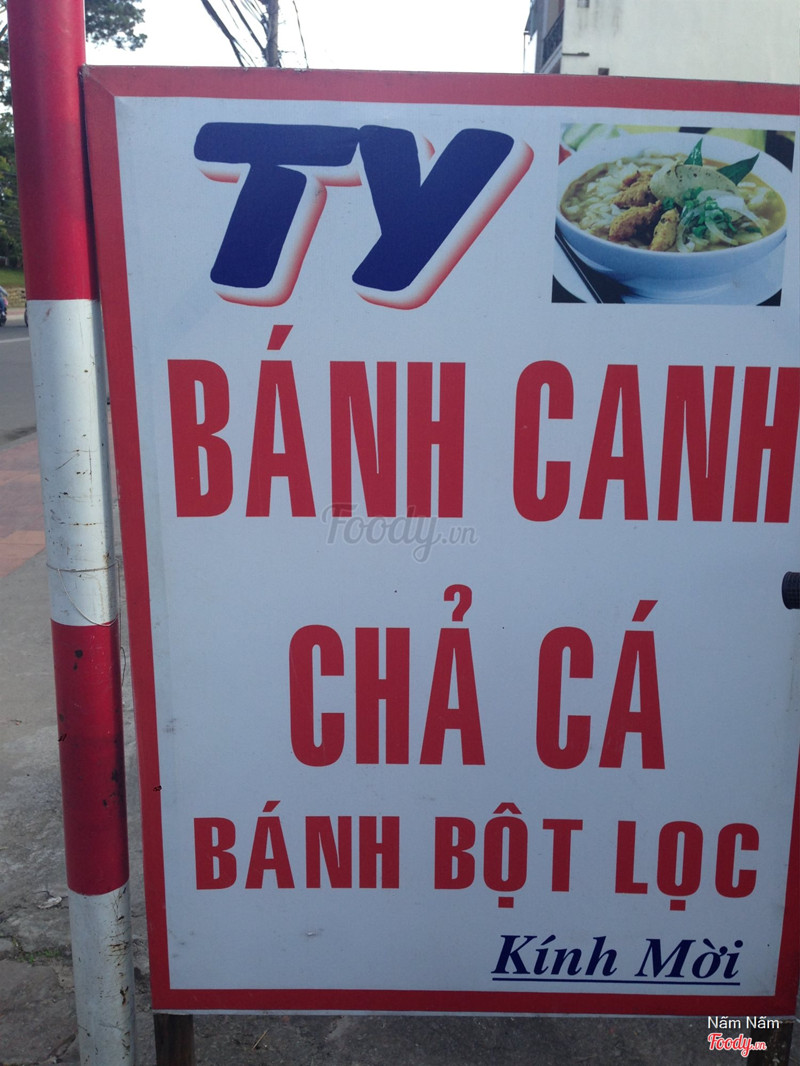 TY
BÁNH CANH
Foody.vn
CHẢ CÁ
BÁNH BỘT LỌC
Kính Mời
Nấm Nấm
Foody.vn